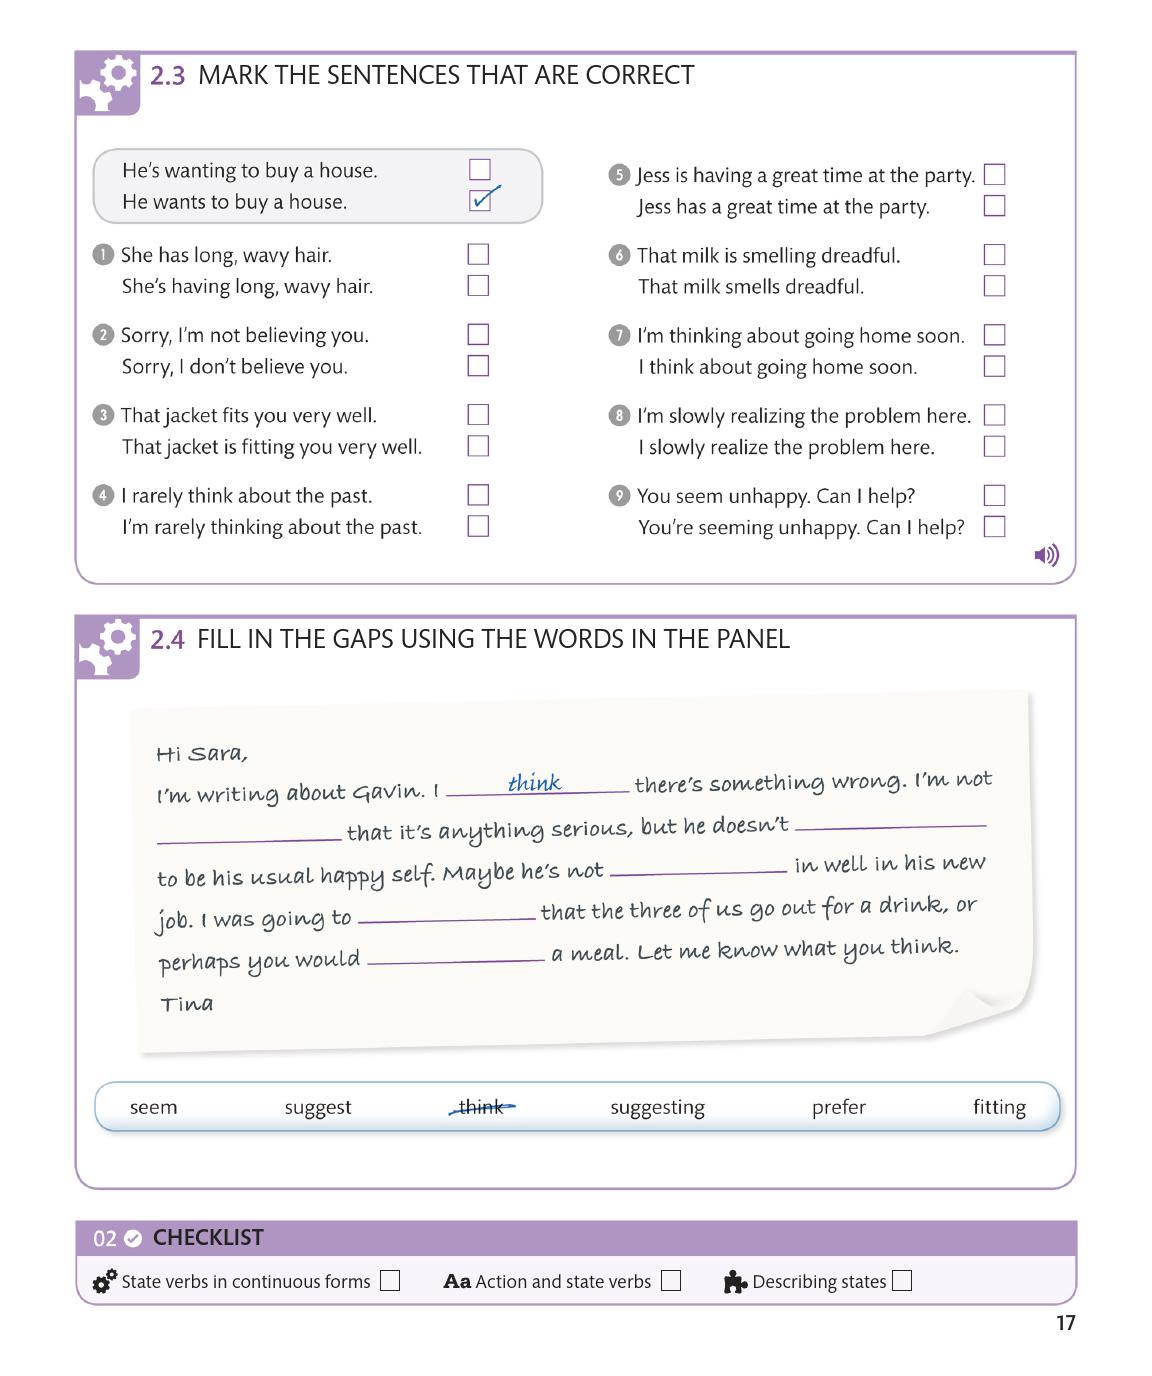 2.3 MARK THE SENTENCES THAT ARE CORRECT
He's wanting to buy a house.
He wants to buy a house.
1 She has long, wavy hair.
She's having long, wavy hair.
2 Sorry, I'm not believing you.
Sorry, I don't believe you.
3 That jacket fits you very well.
That jacket is fitting you very well.
4 I rarely think about the past.
I'm rarely thinking about the past.
5 Jess is having a great time at the party.
Jess has a great time at the party.
6 That milk is smelling dreadful.
That milk smells dreadful.
7 I'm thinking about going home soon.
I think about going home soon.
8 I'm slowly realizing the problem here.
I slowly realize the problem here.
9 You seem unhappy. Can I help?
You're seeming unhappy. Can I help?
2.4 FILL IN THE GAPS USING THE WORDS IN THE PANEL
Hi Sara,
I'm writing about Gavin. I think there's something wrong. I'm not
that it's anything serious, but he doesn't
to be his usual happy self. Maybe he's not in well in his new
job. I was going to that the three of us go out for a drink, or
perhaps you would a meal. Let me know what you think.
Tina
seem suggest think suggesting prefer fitting
02 CHECKLIST
State verbs in continuous forms Aa Action and state verbs Describing states
17